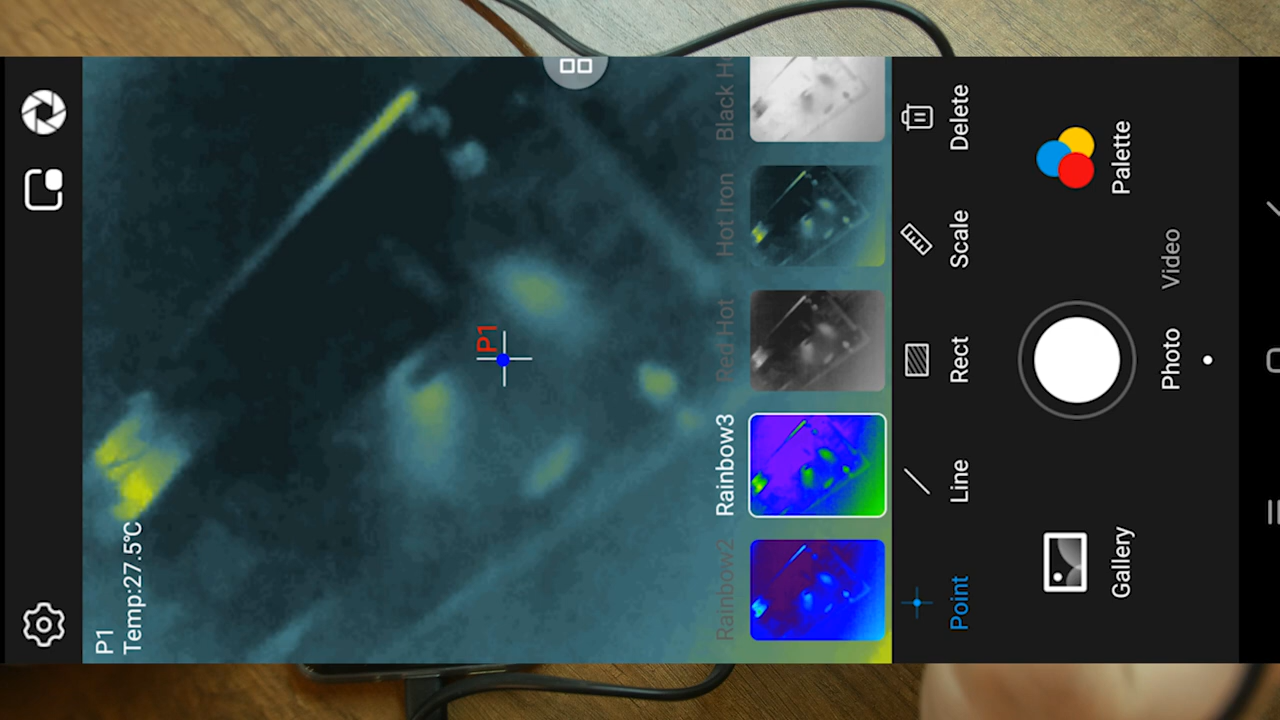 P1
Temp:27.5℃
P1
Rainbow2
Rainbow3
Red Hot
Hot Iron
Black Ho
Point
Line
Rect
Scale
Delete
Gallery
Photo
Video
Palette